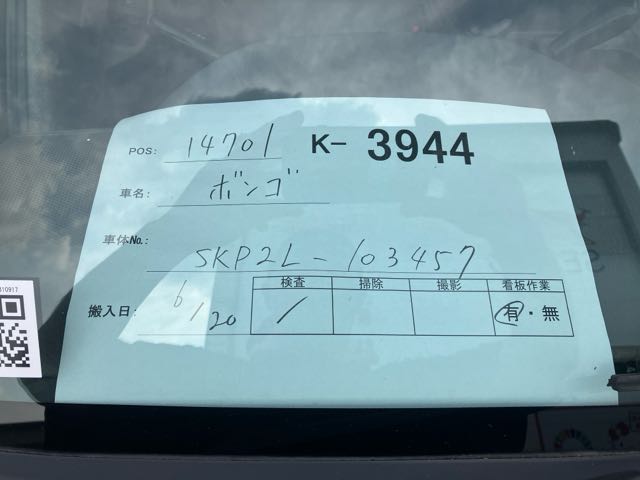 POS: 14701 K- 3944
車名: ボンゴ
車体No.: SKP2L-103457
搬入日: 6/20
検査 掃除 撮影 看板作業
/ 有・無
310917